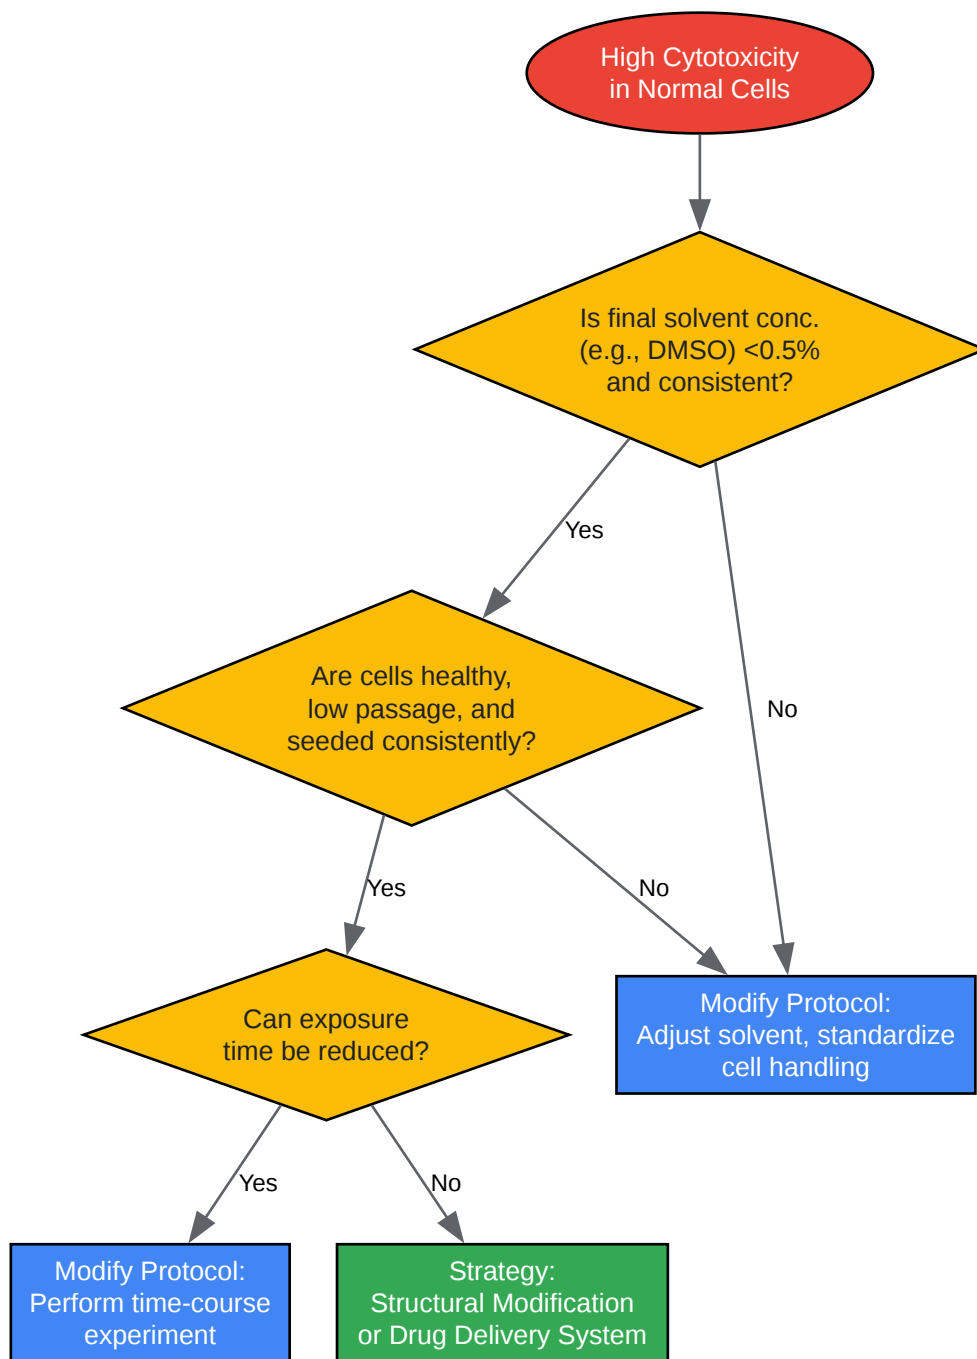 High Cytotoxicity
in Normal Cells
Is final solvent conc.
(e.g., DMSO) <0.5%
and consistent?
Yes
No
Are cells healthy,
low passage, and
seeded consistently?
Yes
No
Can exposure
time be reduced?
Modify Protocol:
Adjust solvent, standardize
cell handling
Yes
No
Modify Protocol:
Perform time-course
experiment
Strategy:
Structural Modification
or Drug Delivery System